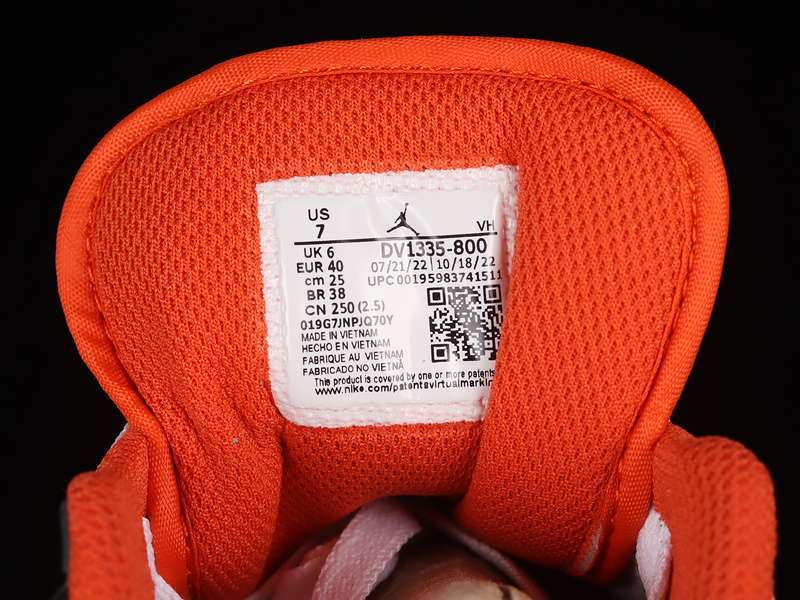 US
7
VH
UK 6
DV1335-800
EUR 40
07/21/22 10/18/22
cm 25
UPC 00195983741511
BR 38
CN 250 (2.5)
019G7JNPJQ70Y
MADE IN VIETNAM
HECHO EN VIETNAM
FABRIQUE AU VIETNAM
FABRICADO NO VIETNÃ
This product is covered by one or more patents
www.nike.com/patentsvirtualmarkin